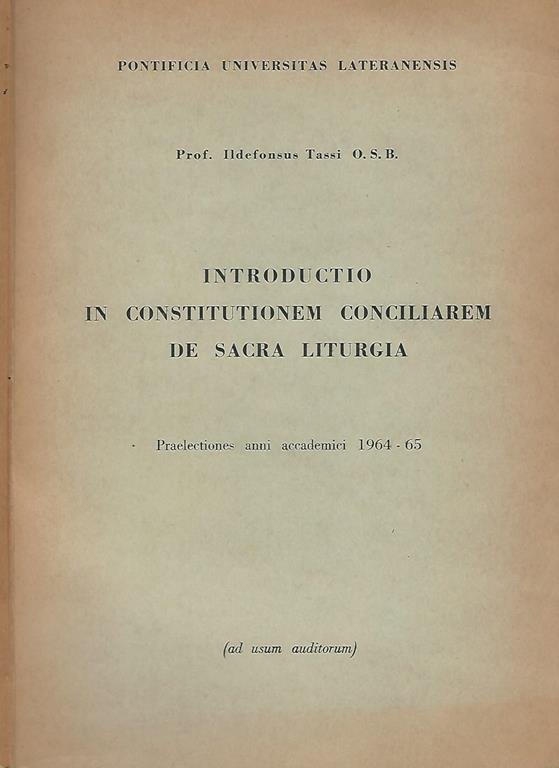 PONTIFICIA UNIVERSITAS LATERANENSIS
Prof. Ildefonsus Tassi O. S. B.
INTRODUCTIO
IN CONSTITUTIONEM CONCILIAREM
DE SACRA LITURGIA
Praelectiones anni accademici 1964 - 65
(ad usum auditorum)